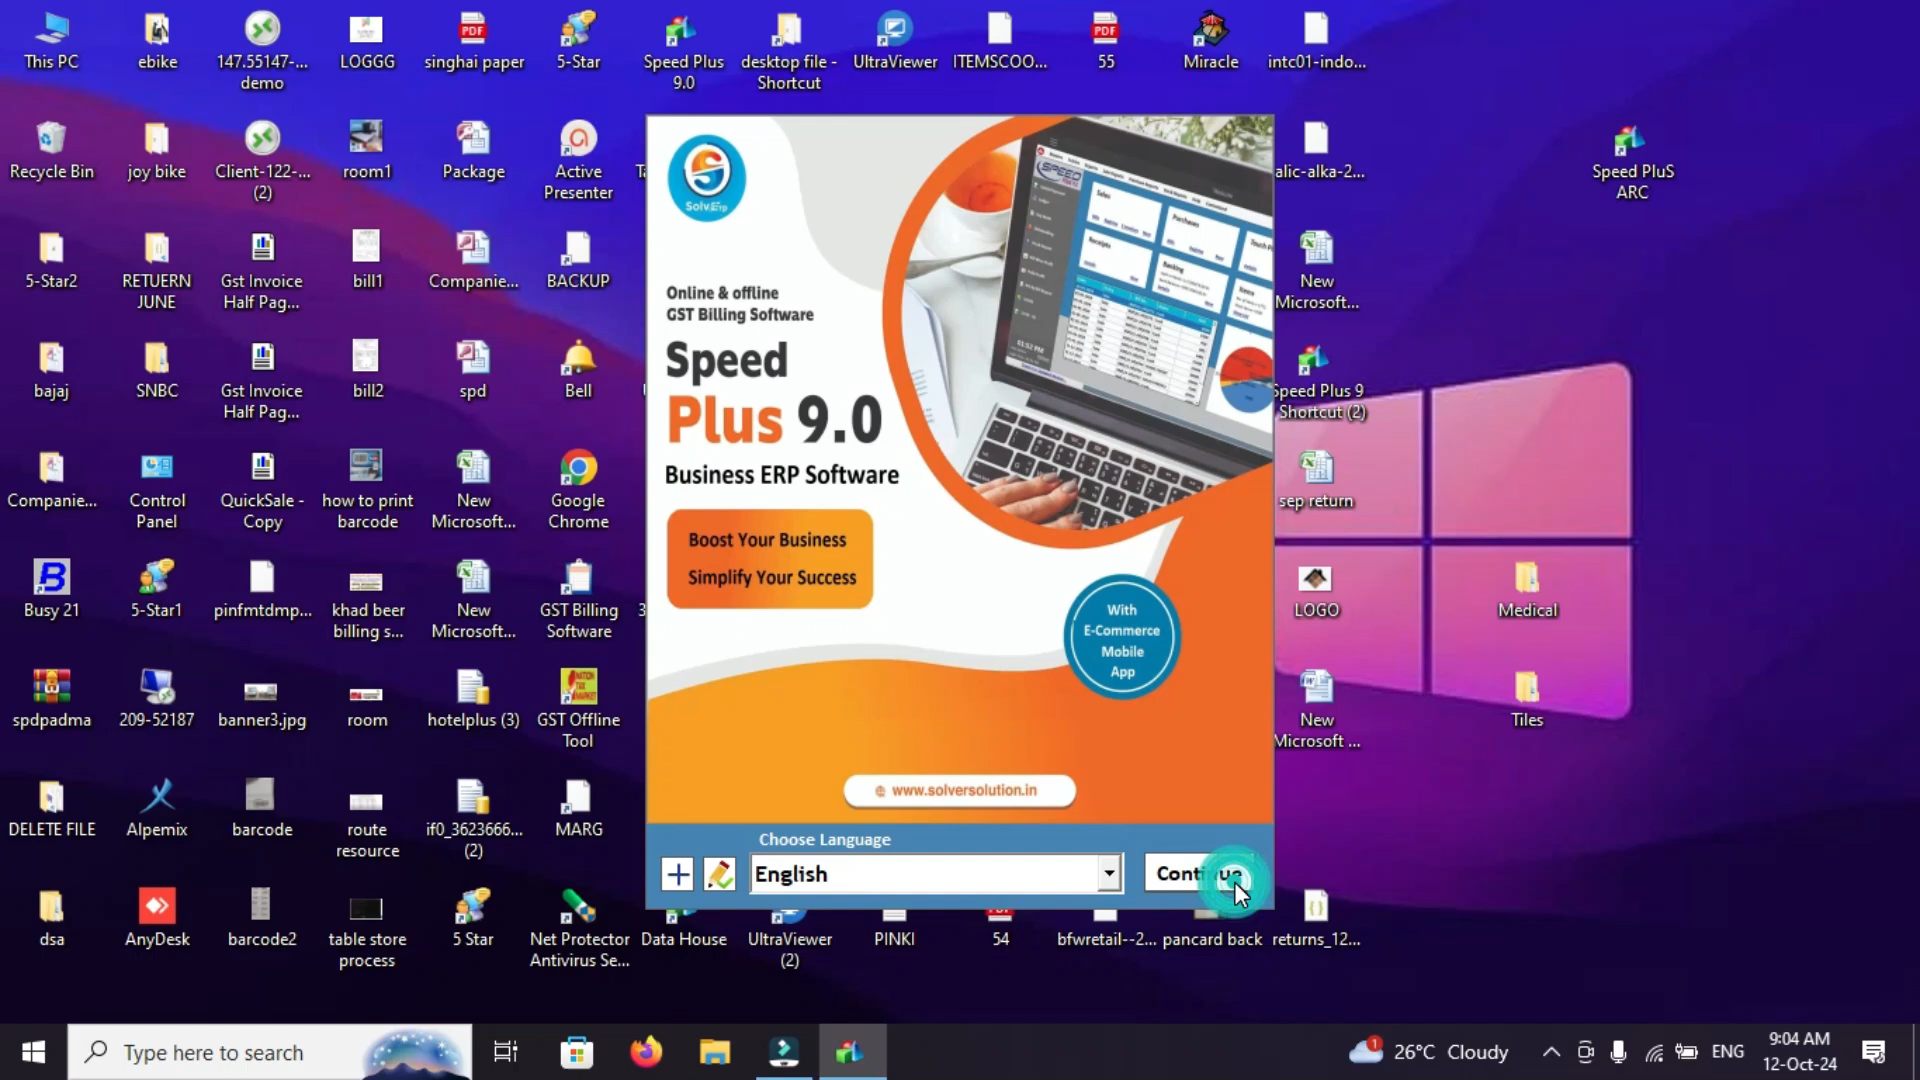 This PC
ebike
147.55147-...
demo
LOGGG
singhai paper
5-Star
Speed Plus
9.0
desktop file -
Shortcut
UltraViewer
ITEMSCOO...
55
Miracle
intc01-indo...
Recycle Bin
joy bike
Client-122-...
(2)
room1
Package
Active
Presenter
alic-alka-2...
Speed PluS
ARC
5-Star2
RETUERN
JUNE
Gst Invoice
Half Pag...
bill1
Companie...
BACKUP
New
Microsoft...
bajaj
SNBC
Gst Invoice
Half Pag...
bill2
spd
Bell
Speed Plus 9
Shortcut (2)
Companie...
Control
Panel
QuickSale -
Copy
how to print
barcode
New
Microsoft...
Google
Chrome
sep return
Busy 21
5-Star1
pinfmtdmp...
khad beer
billing s...
New
Microsoft...
GST Billing
Software
LOGO
Medical
spdpadma
209-52187
banner3.jpg
room
hotelplus (3)
GST Offline
Tool
New
Microsoft ...
Tiles
DELETE FILE
Alpemix
barcode
route
resource
if0_3623666...
(2)
MARG
dsa
AnyDesk
barcode2
table store
process
5 Star
Net Protector
Antivirus Se...
Data House
UltraViewer
(2)
PINKI
54
bfwretail--2...
pancard back
returns_12...
SolvErp
Online & offline
GST Billing Software
Speed
Plus 9.0
Business ERP Software
Boost Your Business
Simplify Your Success
With
E-Commerce
Mobile
App
Sales
Purchases
Receipts
Banking
www.solversolution.in
Choose Language
English
Continue
Type here to search
26°C Cloudy
ENG
9:04 AM
12-Oct-24